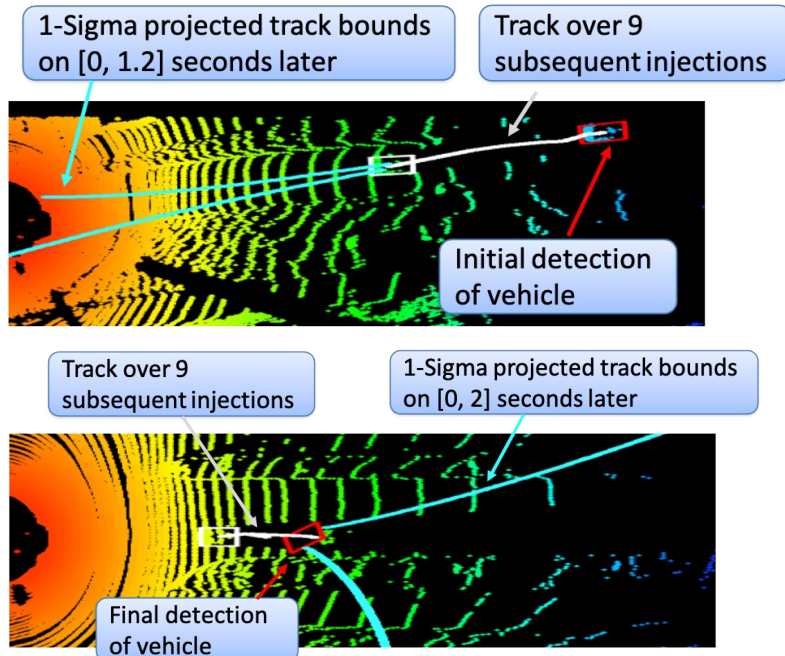 1-Sigma projected track bounds
on [0, 1.2] seconds later
Track over 9
subsequent injections
Initial detection
of vehicle
Track over 9
subsequent injections
1-Sigma projected track bounds
on [0, 2] seconds later
Final detection
of vehicle